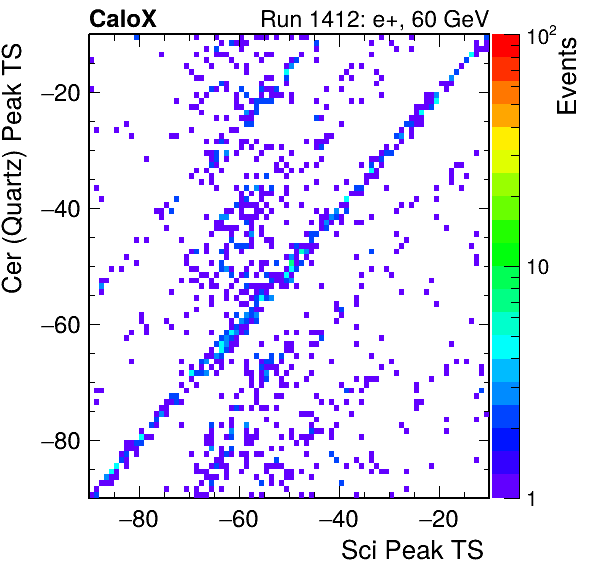 CaloX Run 1412: e+, 60 GeV
Cer (Quartz) Peak TS
−20
−40
−60
−80
−80 −60 −40 −20
Sci Peak TS
10²
10
1
Events